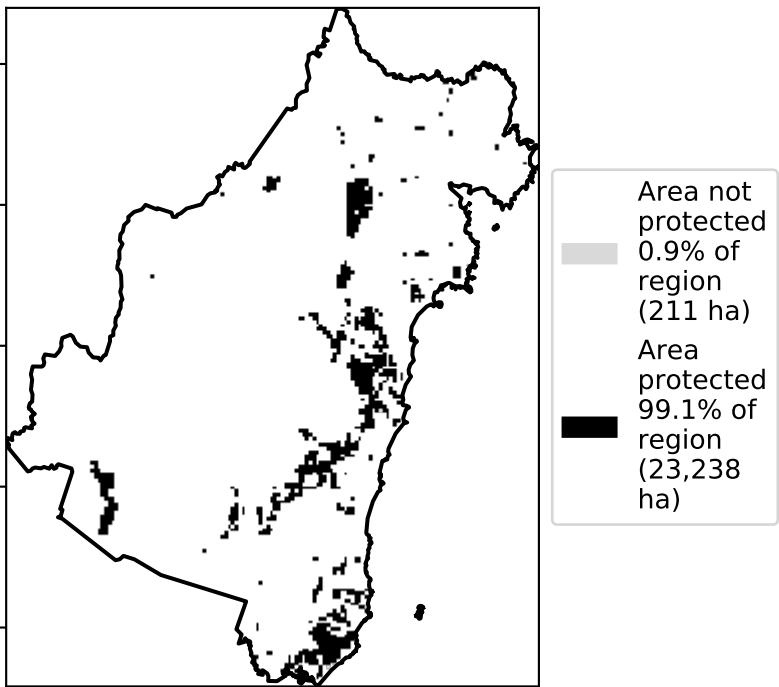 Area not
protected
0.9% of
region
(211 ha)
Area
protected
99.1% of
region
(23,238
ha)